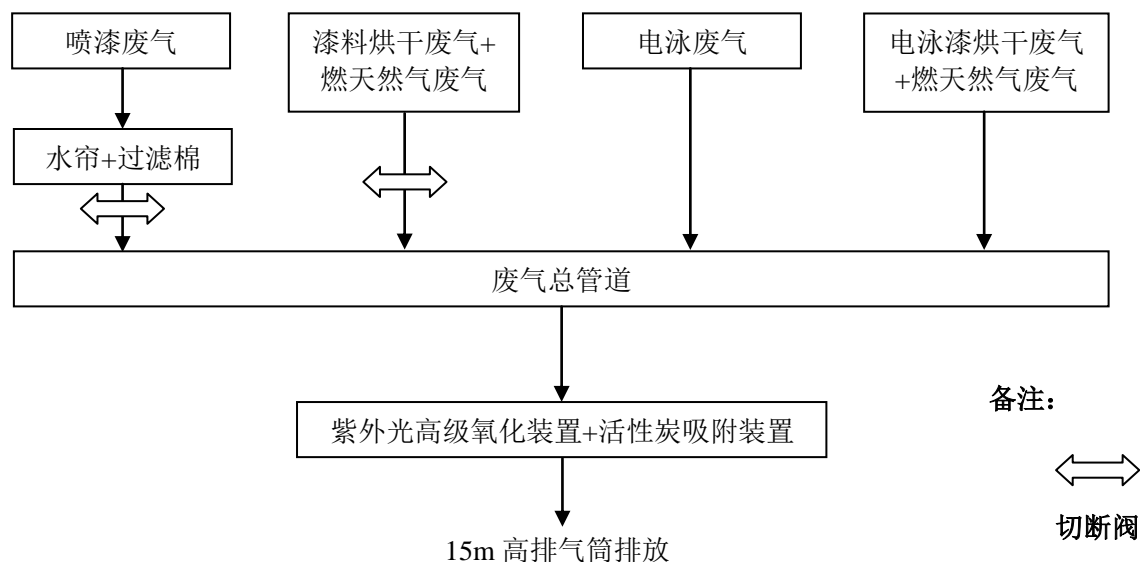 喷漆废气
漆料烘干废气+
燃天然气废气
电泳废气
电泳漆烘干废气
+燃天然气废气
水帘+过滤棉
废气总管道
紫外光高级氧化装置+活性炭吸附装置
15m 高排气筒排放
备注：
切断阀